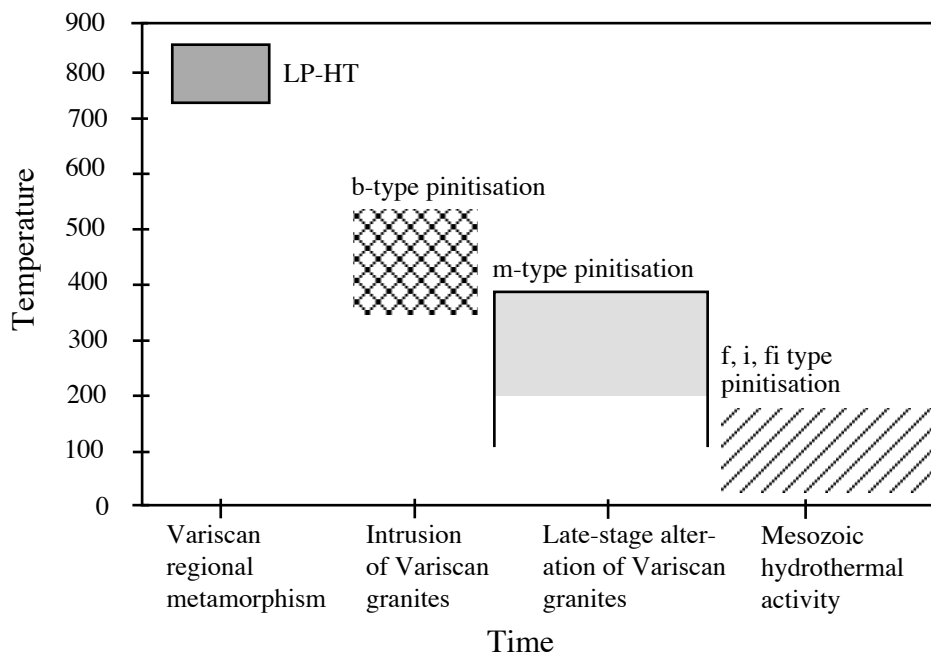 900
800
700
600
500
400
300
200
100
0
Temperature
LP-HT
b-type pinitisation
m-type pinitisation
f, i, fi type
pinitisation
Variscan
regional
metamorphism
Intrusion
of Variscan
granites
Late-stage alter-
ation of Variscan
granites
Mesozoic
hydrothermal
activity
Time